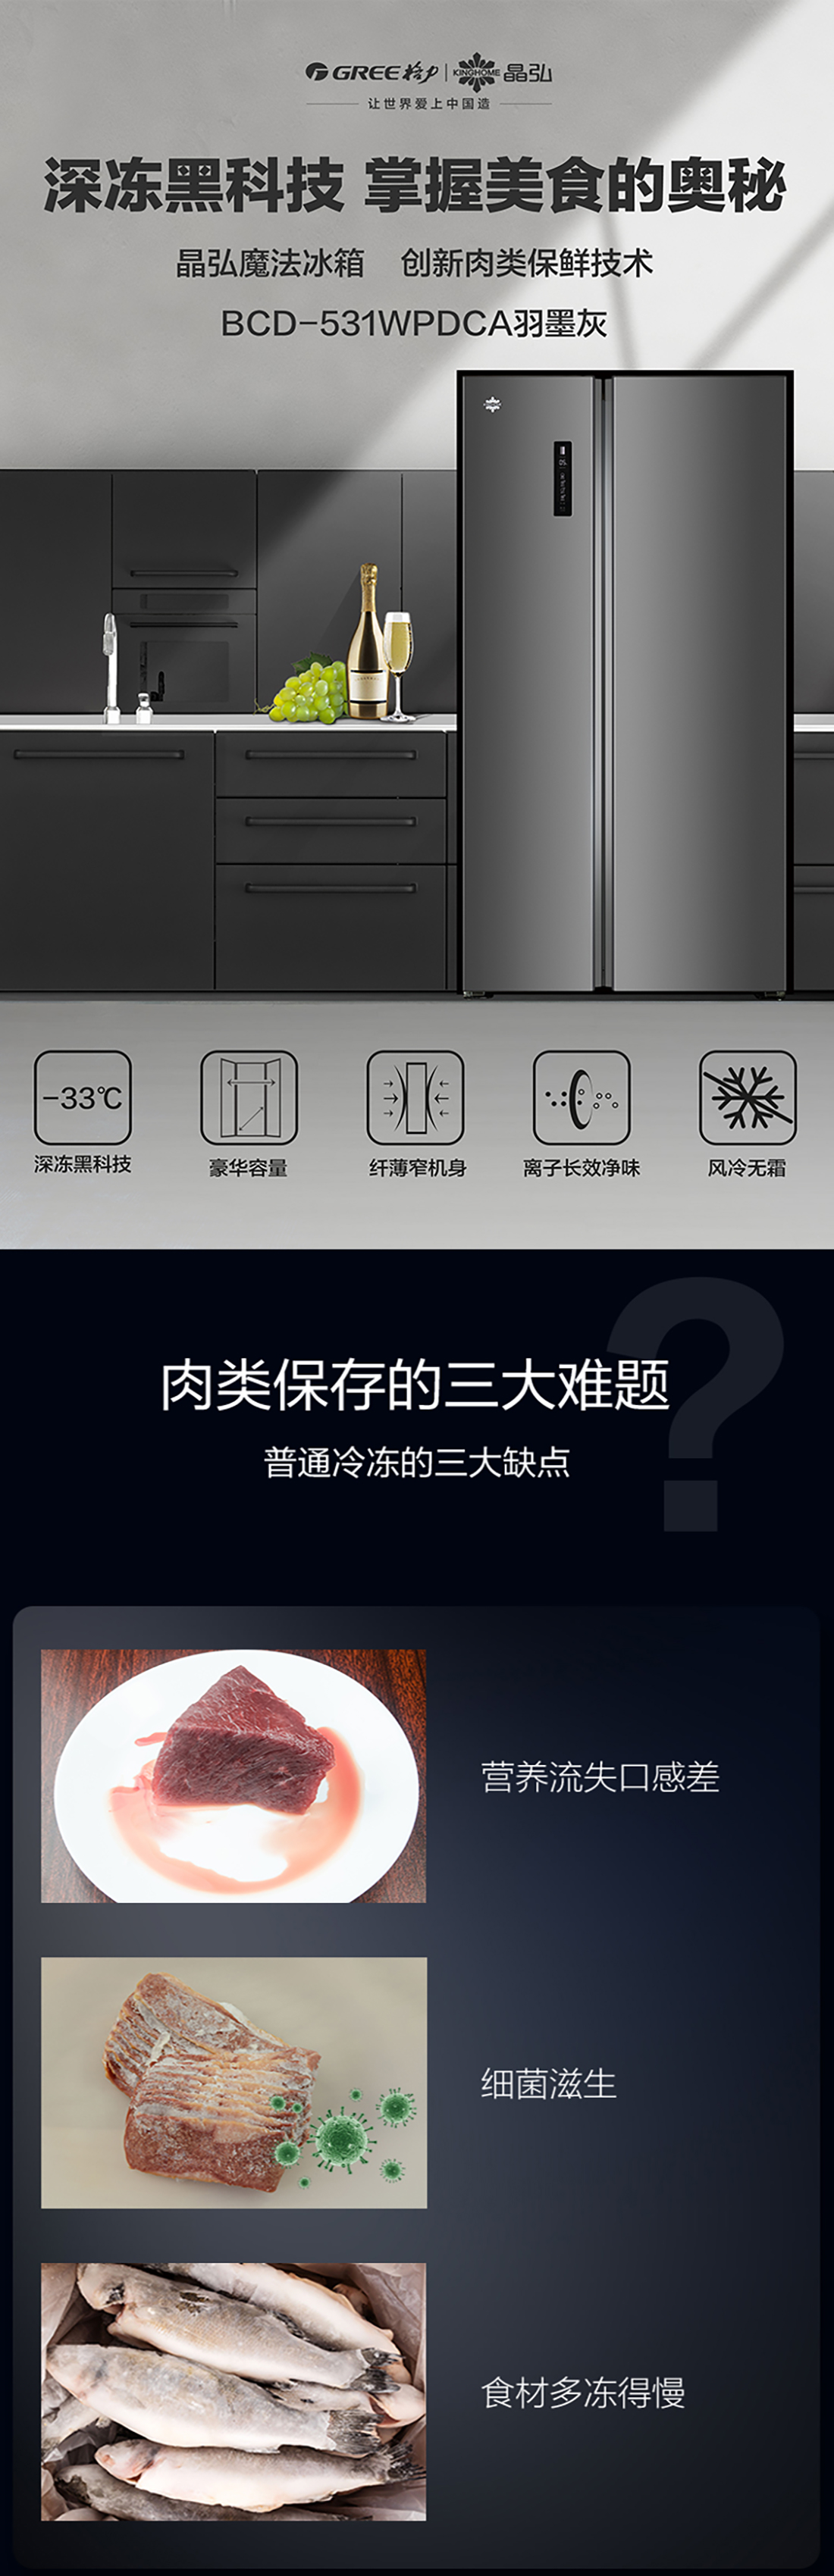 GREE格力 | KINGHOME 晶弘
让世界爱上中国造
深冻黑科技 掌握美食的奥秘
晶弘魔法冰箱 创新肉类保鲜技术
BCD-531WPDCA羽墨灰
-33℃
深冻黑科技
豪华容量
纤薄窄机身
离子长效净味
风冷无霜
?
肉类保存的三大难题
普通冷冻的三大缺点
营养流失口感差
细菌滋生
食材多冻得慢